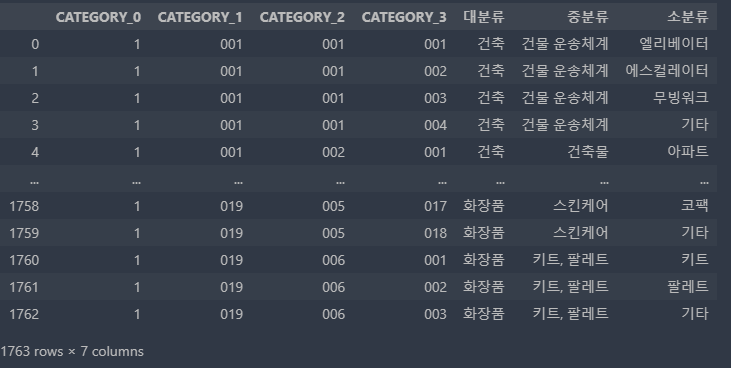 CATEGORY_0 CATEGORY_1 CATEGORY_2 CATEGORY_3 대분류 중분류 소분류
0 1 001 001 001 건축 건물 운송체계 엘리베이터
1 1 001 001 002 건축 건물 운송체계 에스컬레이터
2 1 001 001 003 건축 건물 운송체계 무빙워크
3 1 001 001 004 건축 건물 운송체계 기타
4 1 001 002 001 건축 건축물 아파트
... ... ... ... ... ... ... ...
1758 1 019 005 017 화장품 스킨케어 코팩
1759 1 019 005 018 화장품 스킨케어 기타
1760 1 019 006 001 화장품 키트, 팔레트 키트
1761 1 019 006 002 화장품 키트, 팔레트 팔레트
1762 1 019 006 003 화장품 키트, 팔레트 기타
1763 rows × 7 columns